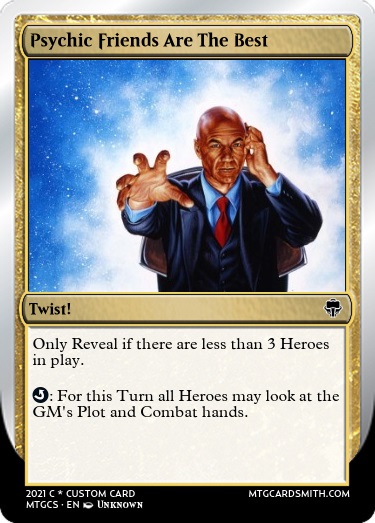 Psychic Friends Are The Best
Twist!
Only Reveal if there are less than 3 Heroes
in play.
: For this Turn all Heroes may look at the
GM's Plot and Combat hands.
2021 C * CUSTOM CARD
MTGCARDSMITH.COM
MTGCS · EN Unknown